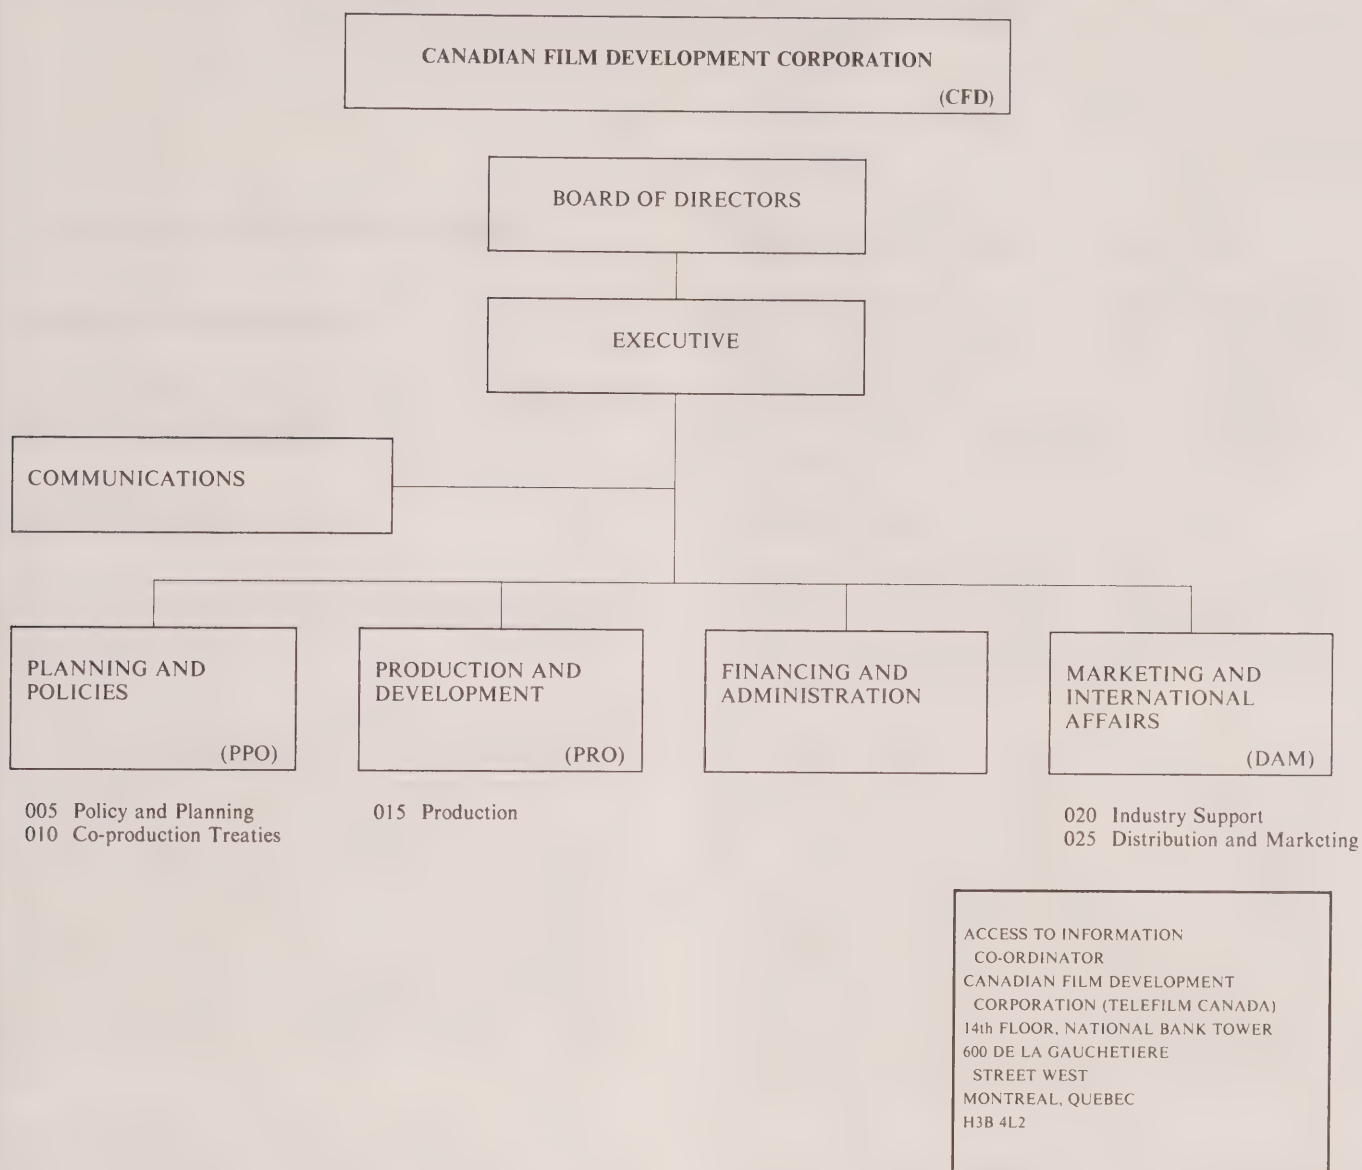 CANADIAN FILM DEVELOPMENT CORPORATION
(CFD)
BOARD OF DIRECTORS
EXECUTIVE
COMMUNICATIONS
PLANNING AND
POLICIES
(PPO)
005 Policy and Planning
010 Co-production Treaties
PRODUCTION AND
DEVELOPMENT
(PRO)
015 Production
FINANCING AND
ADMINISTRATION
MARKETING AND
INTERNATIONAL
AFFAIRS
(DAM)
020 Industry Support
025 Distribution and Marketing
ACCESS TO INFORMATION
CO-ORDINATOR
CANADIAN FILM DEVELOPMENT
CORPORATION (TELEFILM CANADA)
14th FLOOR, NATIONAL BANK TOWER
600 DE LA GAUCHETIERE
STREET WEST
MONTREAL, QUEBEC
H3B 4L2